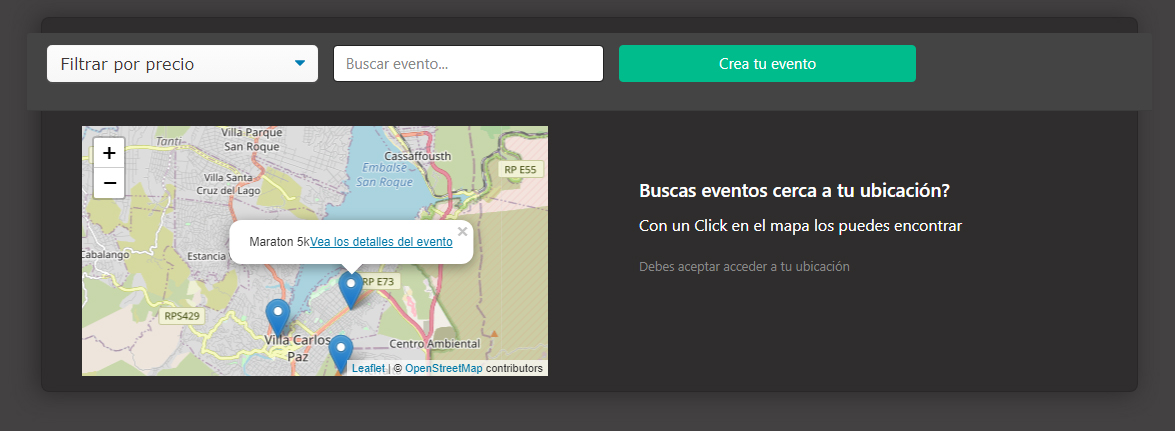 Filtrar por precio
Buscar evento...
Crea tu evento
+
−
Tanti-
Villa Parque
San Roque
Cassaffousth
Embalse
San Roque
RP E55
Villa Santa
Cruz del Lago
Maraton 5kVea los detalles del evento
×
Cabalango
Estancia
RP E73
RPS429
Villa Carlos
Paz
Centro Ambiental
Leaflet | © OpenStreetMap contributors
Buscas eventos cerca a tu ubicación?
Con un Click en el mapa los puedes encontrar
Debes aceptar acceder a tu ubicación